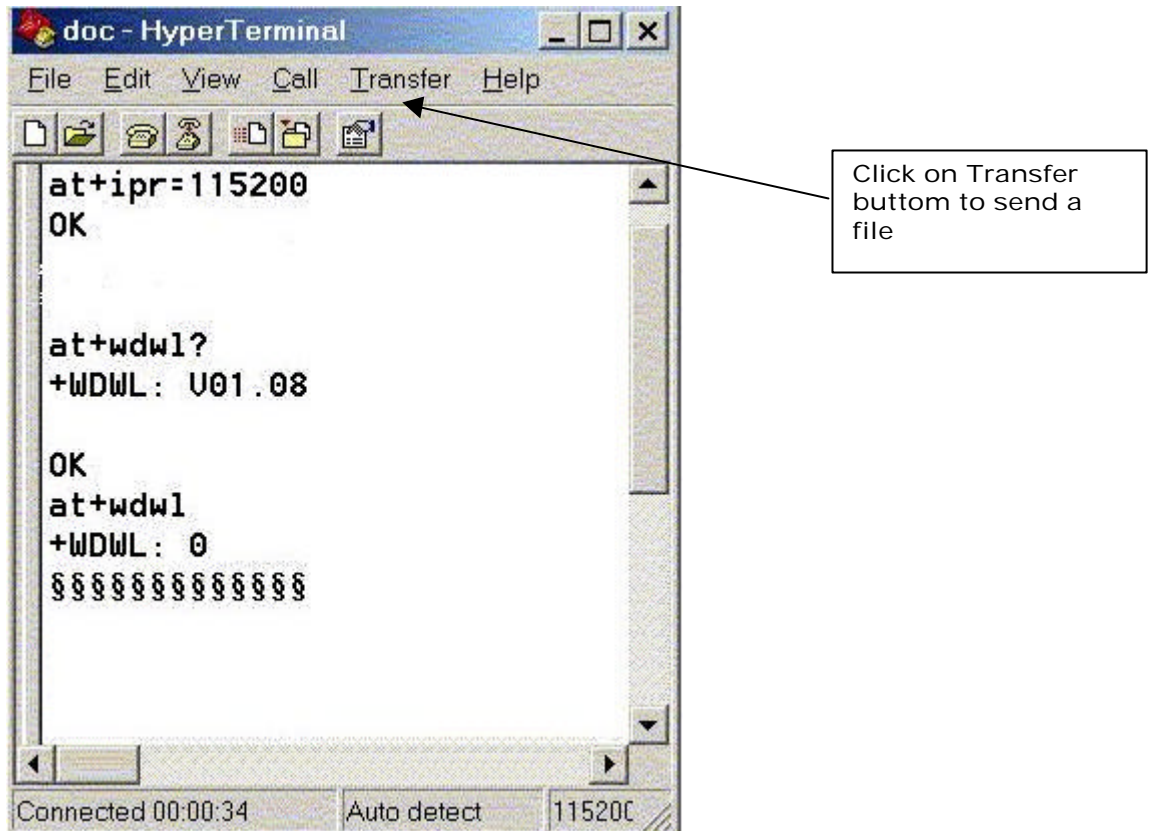 doc - HyperTerminal
File Edit View Call Transfer Help
at+ipr=115200
OK
at+wdwl?
+WDWL: V01.08
OK
at+wdwl
+WDWL: 0
§§§§§§§§§§§§§
Connected 00:00:34 Auto detect 115200
Click on Transfer
buttom to send a
file